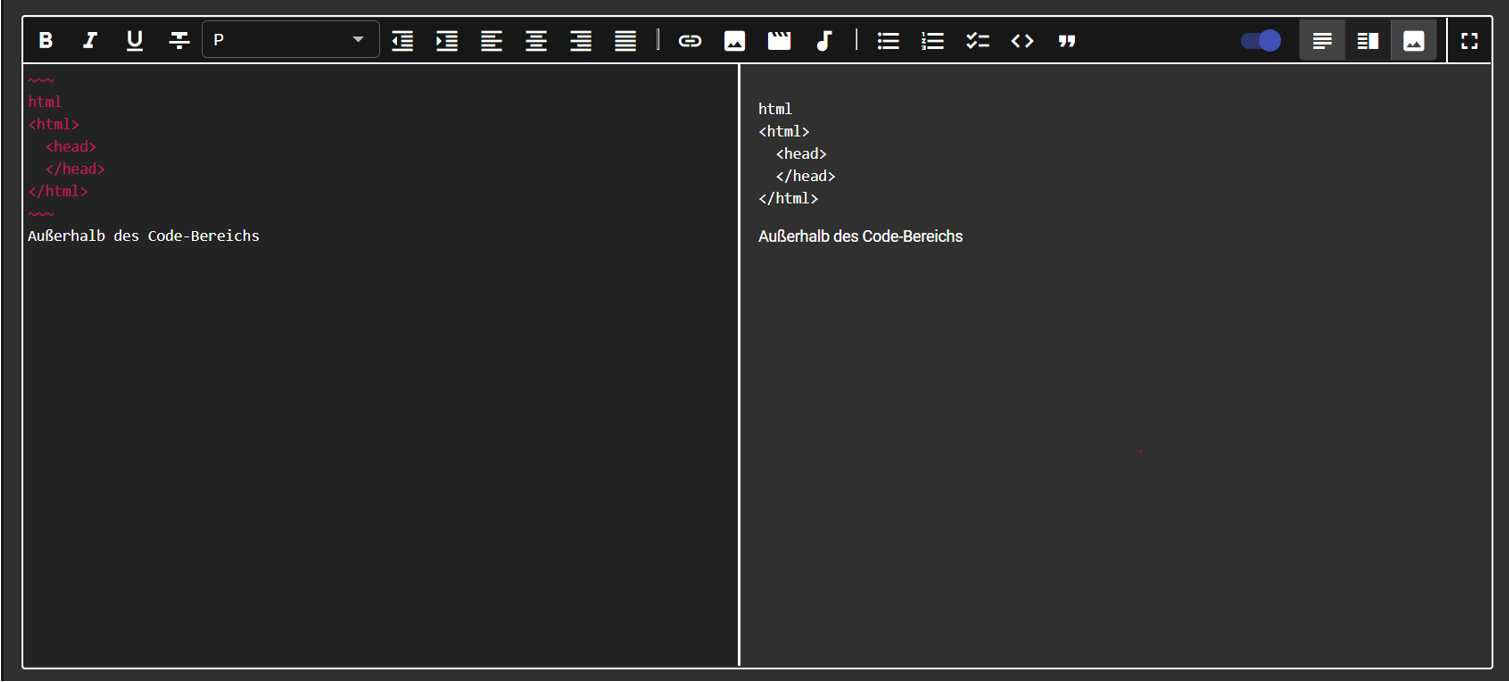 P
~~~
html
<html>
  <head>
  </head>
</html>
~~~
Außerhalb des Code-Bereichs
html
<html>
  <head>
  </head>
</html>
Außerhalb des Code-Bereichs